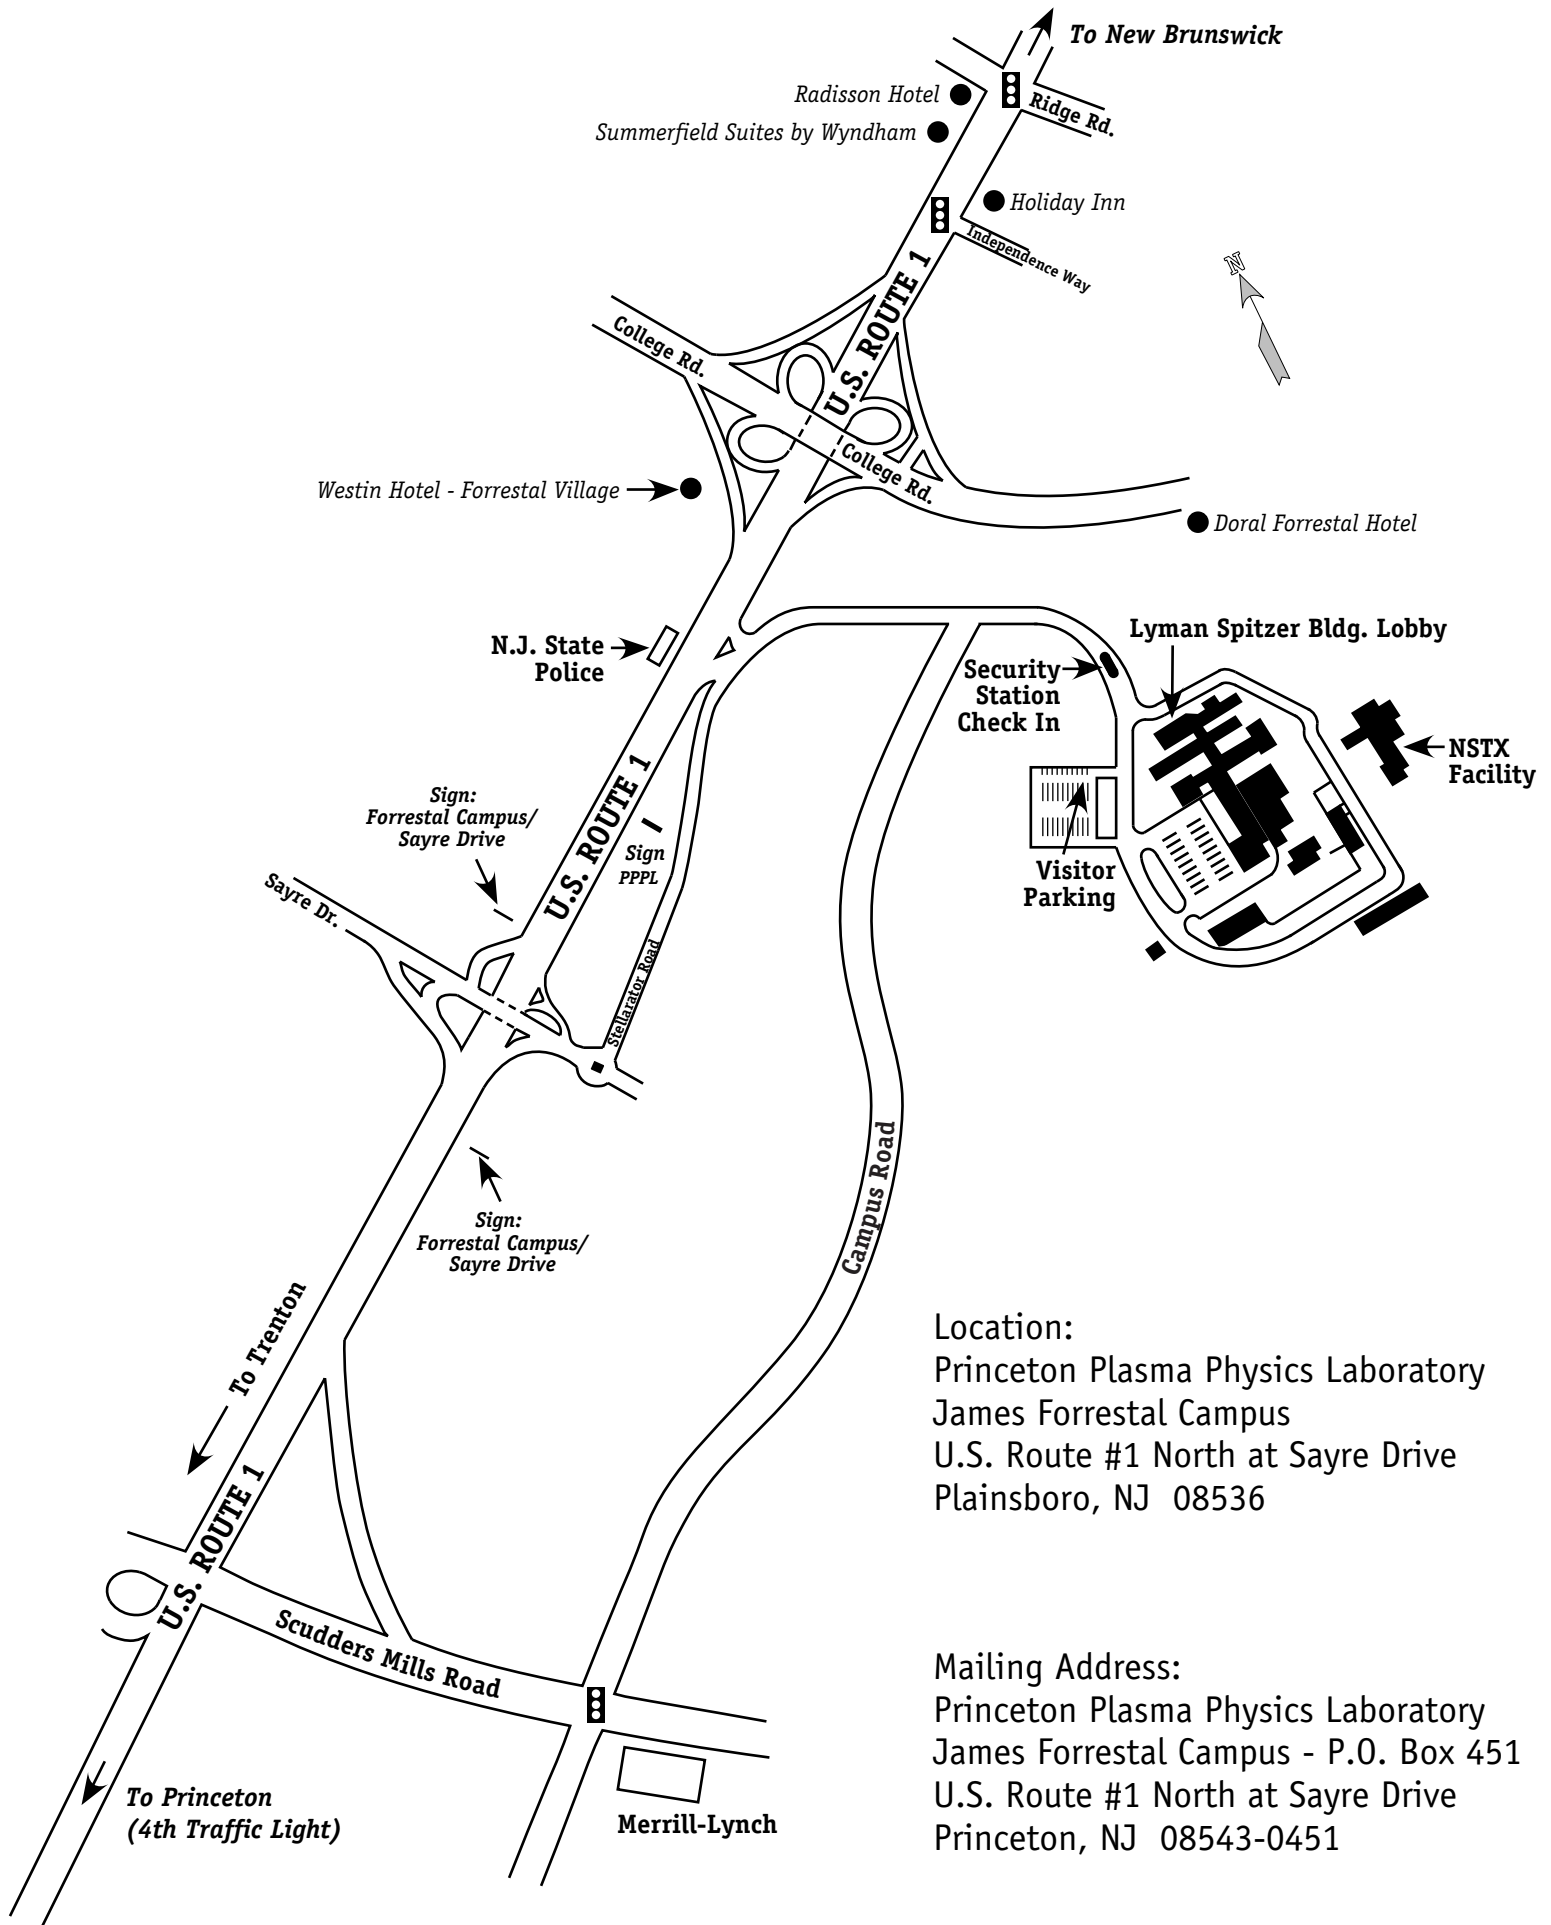 To New Brunswick
Radisson Hotel
Ridge Rd.
Summerfield Suites by Wyndham
Holiday Inn
Independence Way
N
U.S. ROUTE 1
College Rd.
College Rd.
Westin Hotel - Forrestal Village
Doral Forrestal Hotel
N.J. State
Police
Lyman Spitzer Bldg. Lobby
Security
Station
Check In
NSTX
Facility
U.S. ROUTE 1
Sign:
Forrestal Campus/
Sayre Drive
Sign
PPPL
Visitor
Parking
Sayre Dr.
Stellarator Road
Sign:
Forrestal Campus/
Sayre Drive
Campus Road
To Trenton
Location:
Princeton Plasma Physics Laboratory
James Forrestal Campus
U.S. Route #1 North at Sayre Drive
Plainsboro, NJ  08536
U.S. ROUTE 1
Scudders Mills Road
To Princeton
(4th Traffic Light)
Merrill-Lynch
Mailing Address:
Princeton Plasma Physics Laboratory
James Forrestal Campus - P.O. Box 451
U.S. Route #1 North at Sayre Drive
Princeton, NJ  08543-0451